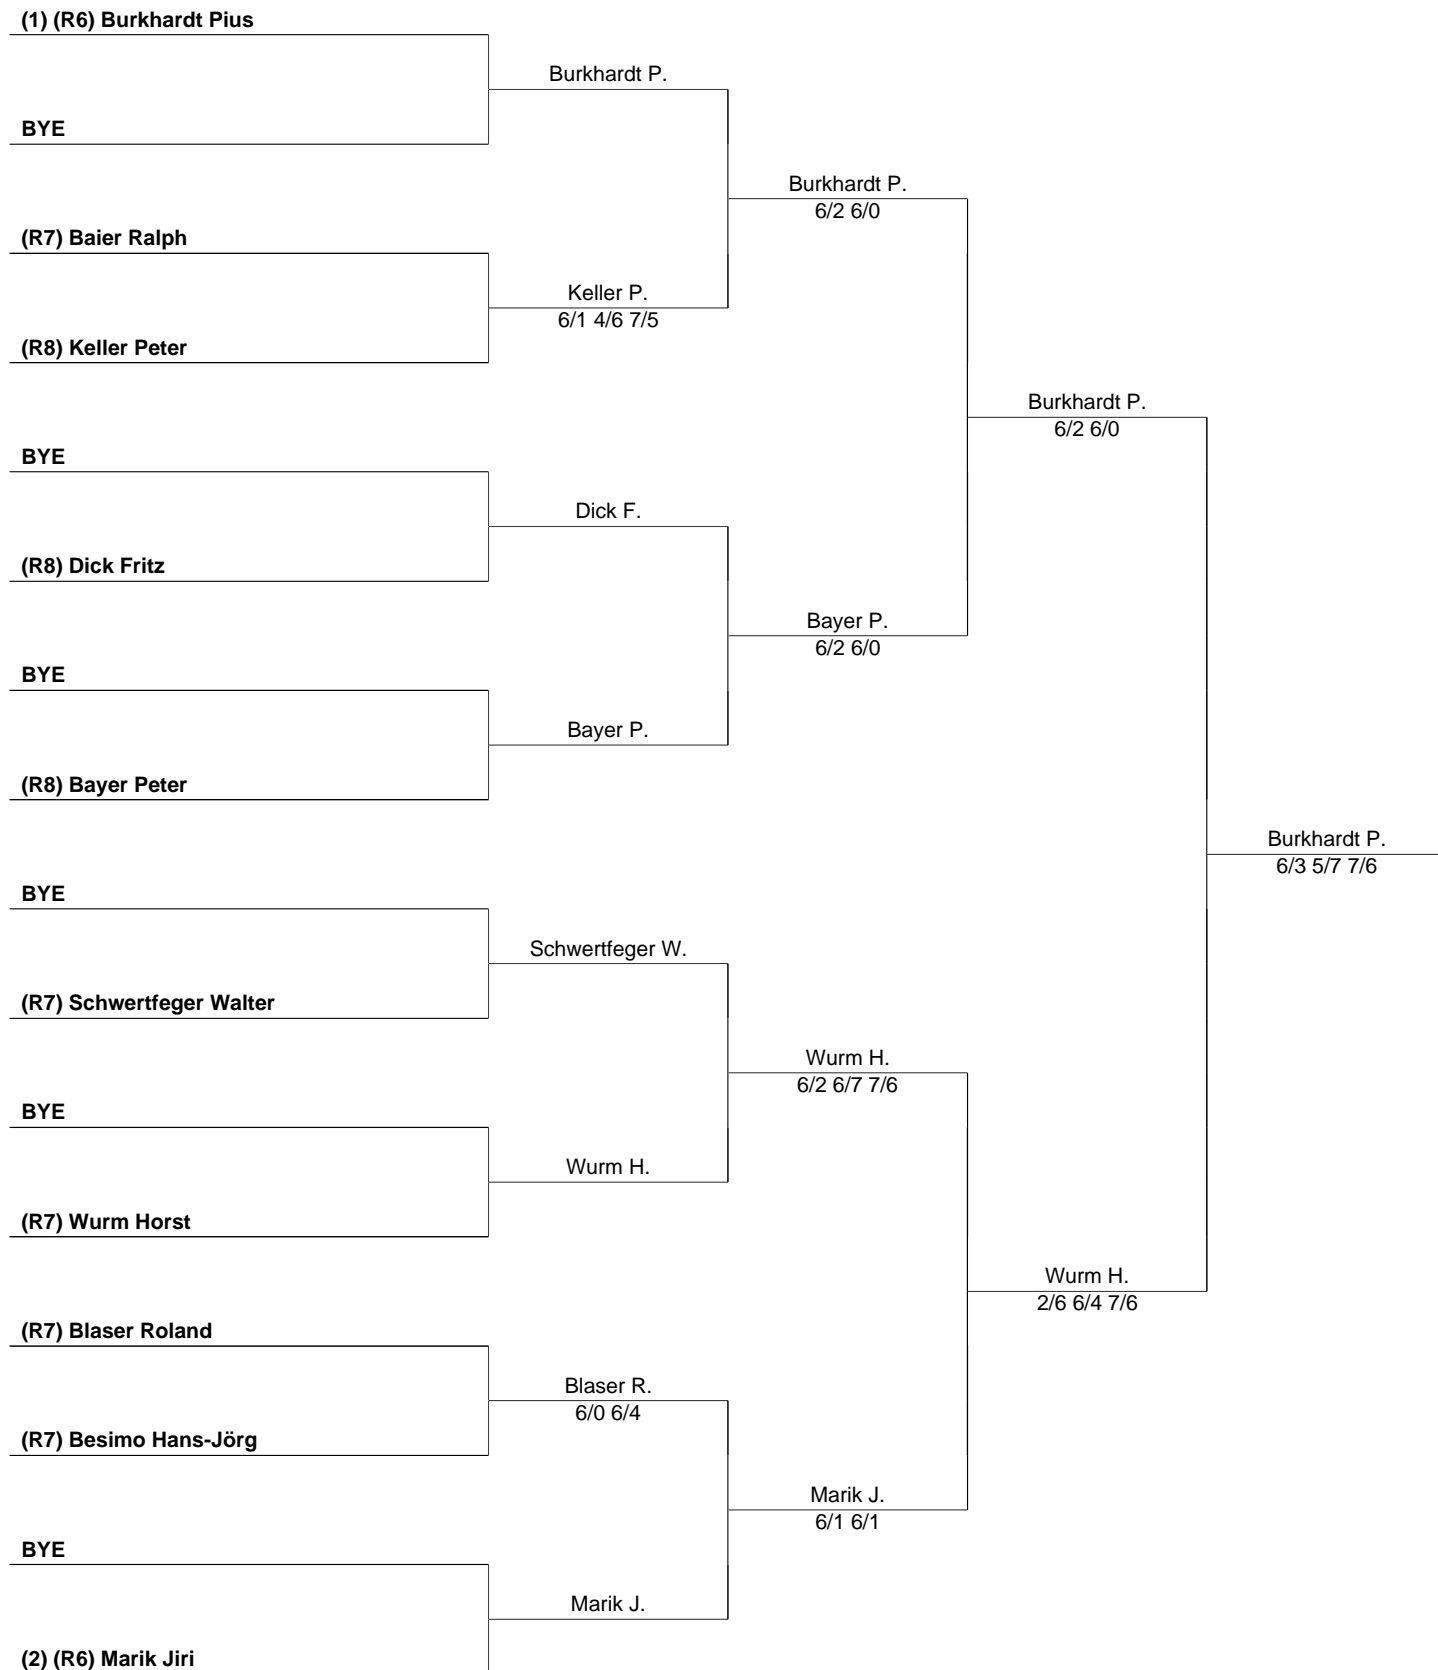 (1) (R6) Burkhardt Pius
Burkhardt P.
BYE
Burkhardt P.
6/2 6/0
(R7) Baier Ralph
Keller P.
6/1 4/6 7/5
(R8) Keller Peter
Burkhardt P.
6/2 6/0
BYE
Dick F.
(R8) Dick Fritz
Bayer P.
6/2 6/0
BYE
Bayer P.
(R8) Bayer Peter
Burkhardt P.
6/3 5/7 7/6
BYE
Schwertfeger W.
(R7) Schwertfeger Walter
Wurm H.
6/2 6/7 7/6
BYE
Wurm H.
(R7) Wurm Horst
Wurm H.
2/6 6/4 7/6
(R7) Blaser Roland
Blaser R.
6/0 6/4
(R7) Besimo Hans-Jörg
Marik J.
6/1 6/1
BYE
Marik J.
(2) (R6) Marik Jiri